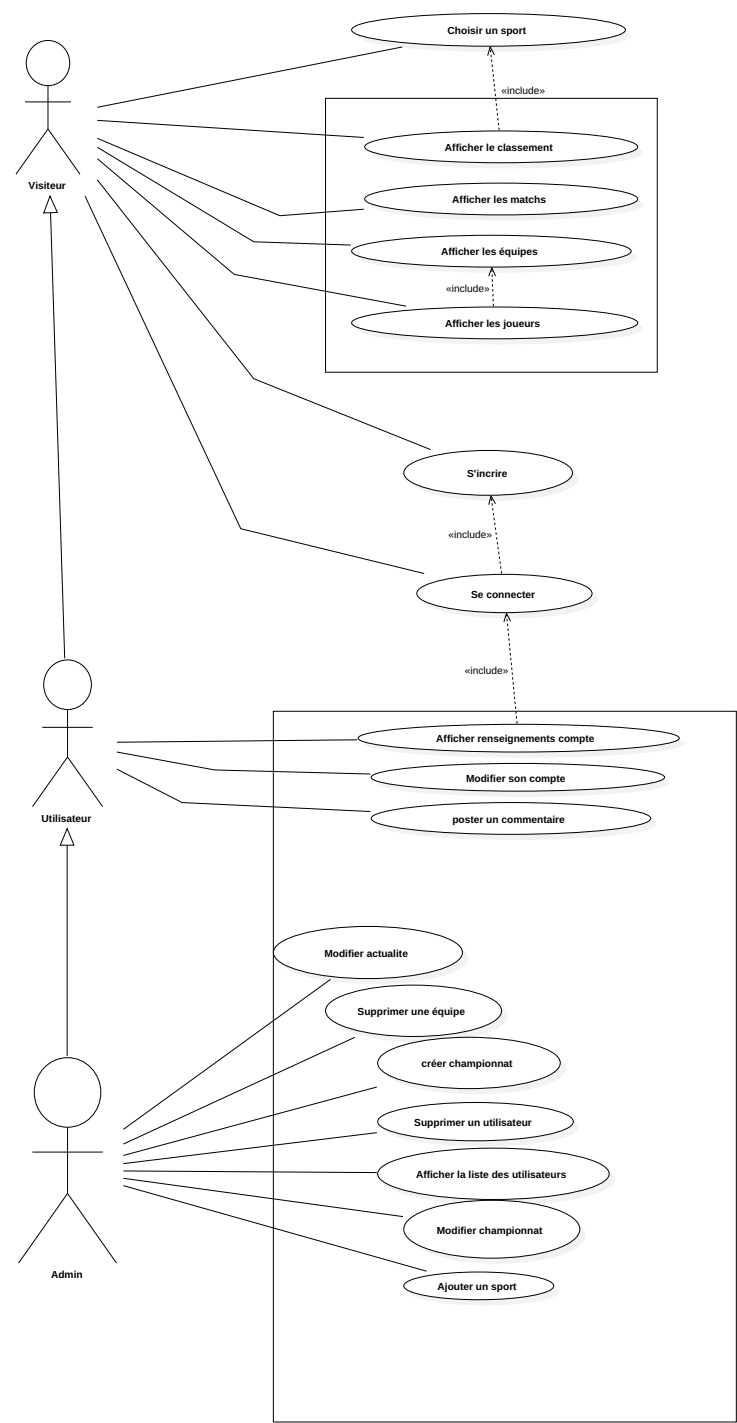 Choisir un sport
«include»
Afficher le classement
Visiteur
Afficher les matchs
Afficher les équipes
«include»
Afficher les joueurs
S'incrire
«include»
Se connecter
«include»
Afficher renseignements compte
Modifier son compte
Utilisateur
poster un commentaire
Modifier actualite
Supprimer une équipe
créer championnat
Supprimer un utilisateur
Afficher la liste des utilisateurs
Modifier championnat
Admin
Ajouter un sport